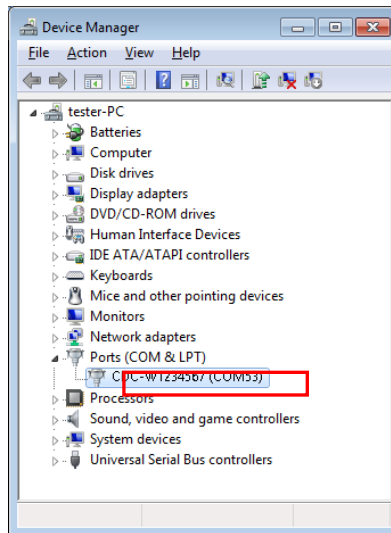 Device Manager
File Action View Help
tester-PC
Batteries
Computer
Disk drives
Display adapters
DVD/CD-ROM drives
Human Interface Devices
IDE ATA/ATAPI controllers
Keyboards
Mice and other pointing devices
Monitors
Network adapters
Ports (COM & LPT)
CDC-W1234567 (COM53)
Processors
Sound, video and game controllers
System devices
Universal Serial Bus controllers